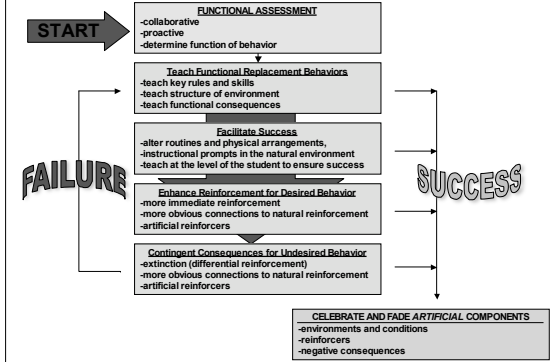 START
FUNCTIONAL ASSESSMENT
-collaborative
-proactive
-determine function of behavior
Teach Functional Replacement Behaviors
-teach key rules and skills
-teach structure of environment
-teach functional consequences
Facilitate Success
-alter routines and physical arrangements,
-instructional prompts in the natural environment
-teach at the level of the student to ensure success
FAILURE
SUCCESS
Enhance Reinforcement for Desired Behavior
-more immediate reinforcement
-more obvious connections to natural reinforcement
-artificial reinforcers
Contingent Consequences for Undesired Behavior
-extinction (differential reinforcement)
-more obvious connections to natural reinforcement
-artificial reinforcers
CELEBRATE AND FADE ARTIFICIAL COMPONENTS
-environments and conditions
-reinforcers
-negative consequences